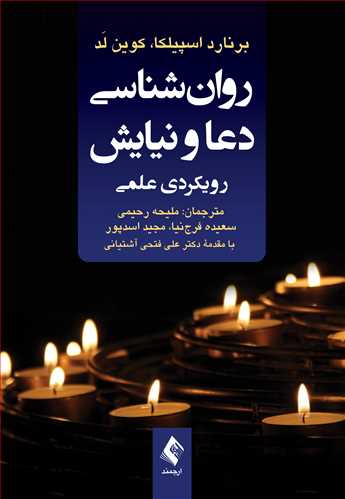 برنارد اسپیلکا، کوین لَد
روان‌شناسی
دعا و نیایش
رویکردی علمی
مترجمان: ملیحه رحیمی
سعیده فرج‌نیا، مجید اسدپور
با مقدمهٔ دکتر علی فتحی آشتیانی
ارجمند